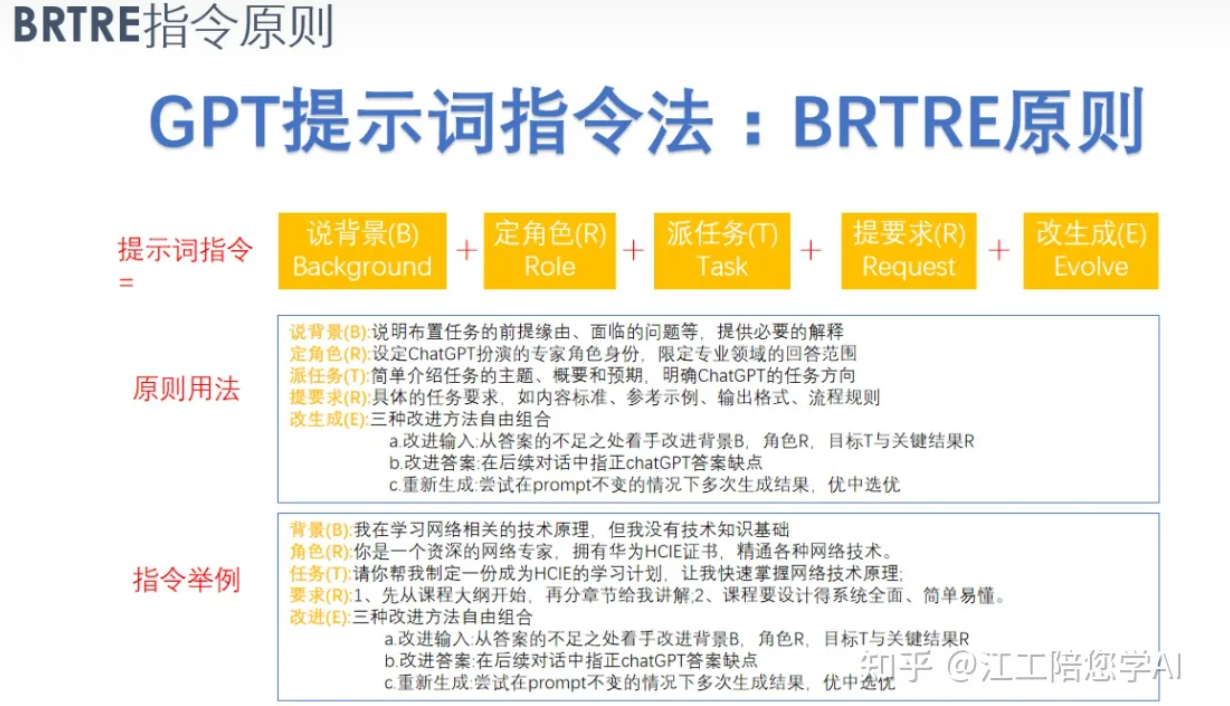 BRTRE指令原则
GPT提示词指令法：BRTRE原则
提示词指令
=
说背景(B)
Background
+
定角色(R)
Role
+
派任务(T)
Task
+
提要求(R)
Request
+
改生成(E)
Evolve
原则用法
说背景(B):说明布置任务的前提缘由、面临的问题等，提供必要的解释
定角色(R):设定ChatGPT扮演的专家角色身份，限定专业领域的回答范围
派任务(T):简单介绍任务的主题、概要和预期，明确ChatGPT的任务方向
提要求(R):具体的任务要求，如内容标准、参考示例、输出格式、流程规则
改生成(E):三种改进方法自由组合
a.改进输入:从答案的不足之处着手改进背景B，角色R，目标T与关键结果R
b.改进答案:在后续对话中指正chatGPT答案缺点
c.重新生成:尝试在prompt不变的情况下多次生成结果，优中选优
指令举例
背景(B):我在学习网络相关的技术原理，但我没有技术知识基础
角色(R):你是一个资深的网络专家，拥有华为HCIE证书，精通各种网络技术。
任务(T):请你帮我制定一份成为HCIE的学习计划，让我快速掌握网络技术原理;
要求(R):1、先从课程大纲开始，再分章节给我讲解;2、课程要设计得系统全面、简单易懂。
改进(E):三种改进方法自由组合
a.改进输入:从答案的不足之处着手改进背景B，角色R，目标T与关键结果R
b.改进答案:在后续对话中指正chatGPT答案缺点
c.重新生成:尝试在prompt不变的情况下多次生成结果，优中选优
知乎 @江工陪您学AI